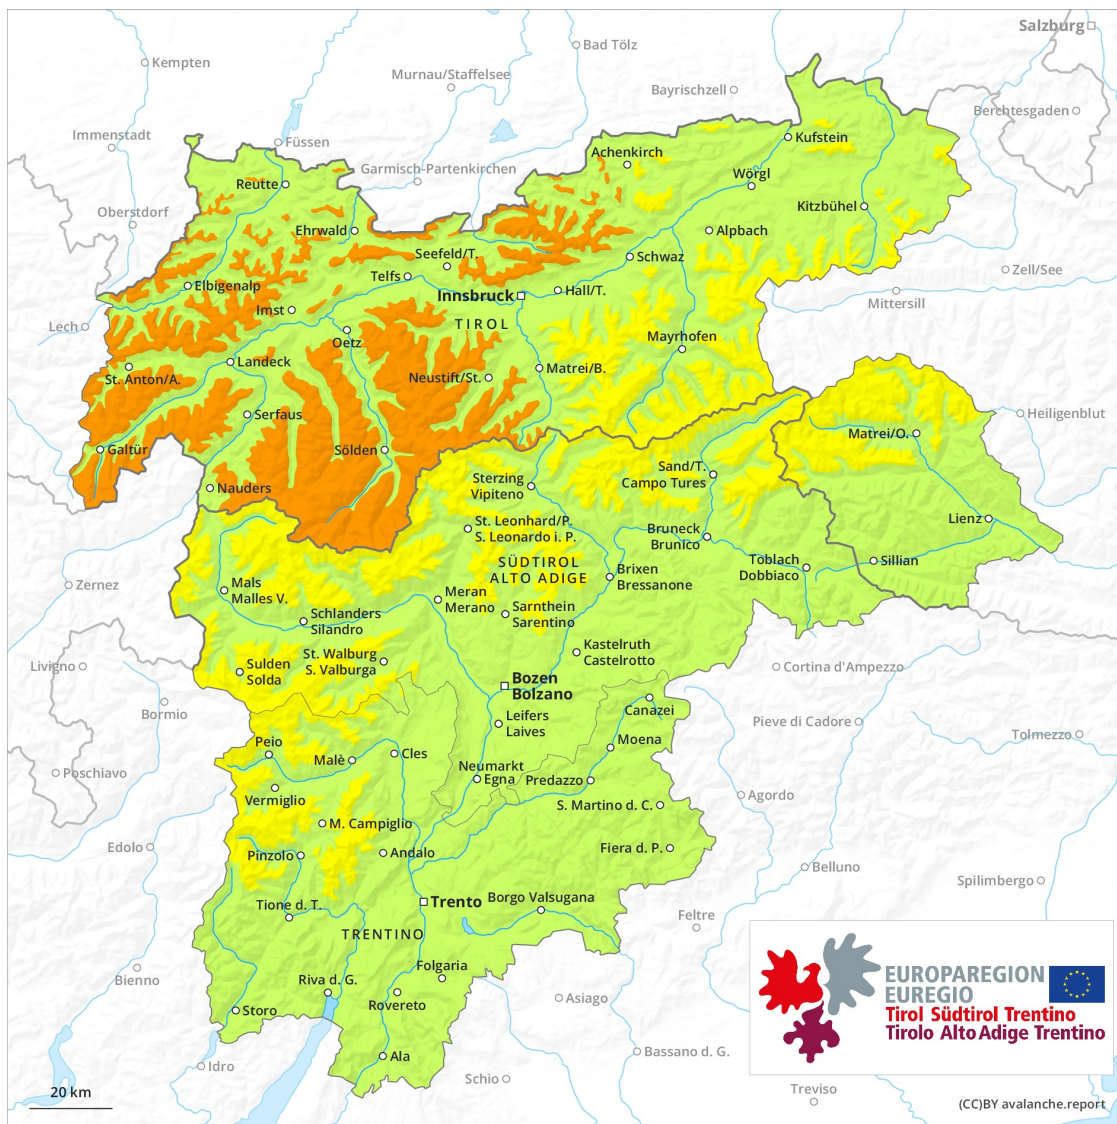 Salzburg
Bad Tölz
Kempten
Murnau/Staffelsee
Bayrischzell
Berchtesgaden
Immenstadt
Füssen
Kufstein
Achenkirch
Garmisch-Partenkirchen
Wörgl
Reutte
Oberstdorf
Kitzbühel
Ehrwald
Alpbach
Seefeld/T.
Schwaz
Telfs
Zell/See
Elbigenalp
Innsbruck
Hall/T.
Mittersill
Imst
TIROL
Lech
Oetz
Mayrhofen
Landeck
Matrei/B.
St. Anton/A.
Neustift/St.
Serfaus
Heiligenblut
Matrei/O.
Galtür
Sölden
Sand/T.
Campo Tures
Sterzing
Vipiteno
Nauders
Lienz
St. Leonhard/P.
S. Leonardo i. P.
Bruneck
Brunico
SÜDTIROL
ALTO ADIGE
Toblach
Dobbiaco
Sillian
Brixen
Bressanone
Zernez
Mals
Malles V.
Meran
Merano
Sarnthein
Sarentino
Schlanders
Silandro
Kastelruth
Castelrotto
St. Walburg
S. Valburga
Livigno
Sulden
Solda
Cortina d'Ampezzo
Bozen
Bolzano
Bormio
Canazei
Leifers
Laives
Pieve di Cadore
Tolmezzo
Moena
Peio
Cles
Malè
Poschiavo
Neumarkt
Egna
Predazzo
Vermiglio
Agordo
S. Martino d. C.
M. Campiglio
Edolo
Pinzolo
Andalo
Fiera d. P.
Belluno
Spilimbergo
Tione d. T.
Trento
Borgo Valsugana
Feltre
TRENTINO
Bienno
Folgaria
Riva d. G.
Rovereto
Asiago
Storo
EUROPAREGION
EUREGIO
Tirol Südtirol Trentino
Tirolo Alto Adige Trentino
Ala
Bassano d. G.
Idro
Schio
Treviso
20 km
(CC)BY avalanche.report